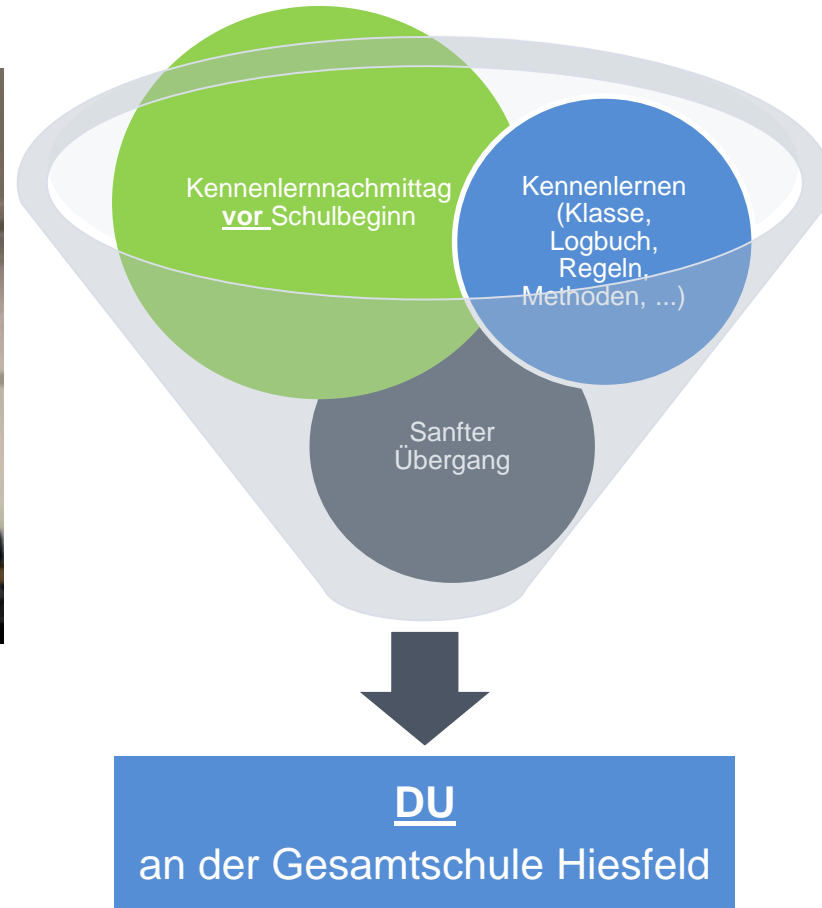 Kennenlernnachmittag
vor Schulbeginn
Kennenlernen
(Klasse,
Logbuch,
Regeln,
Methoden, ...)
Sanfter
Übergang
DU
an der Gesamtschule Hiesfeld